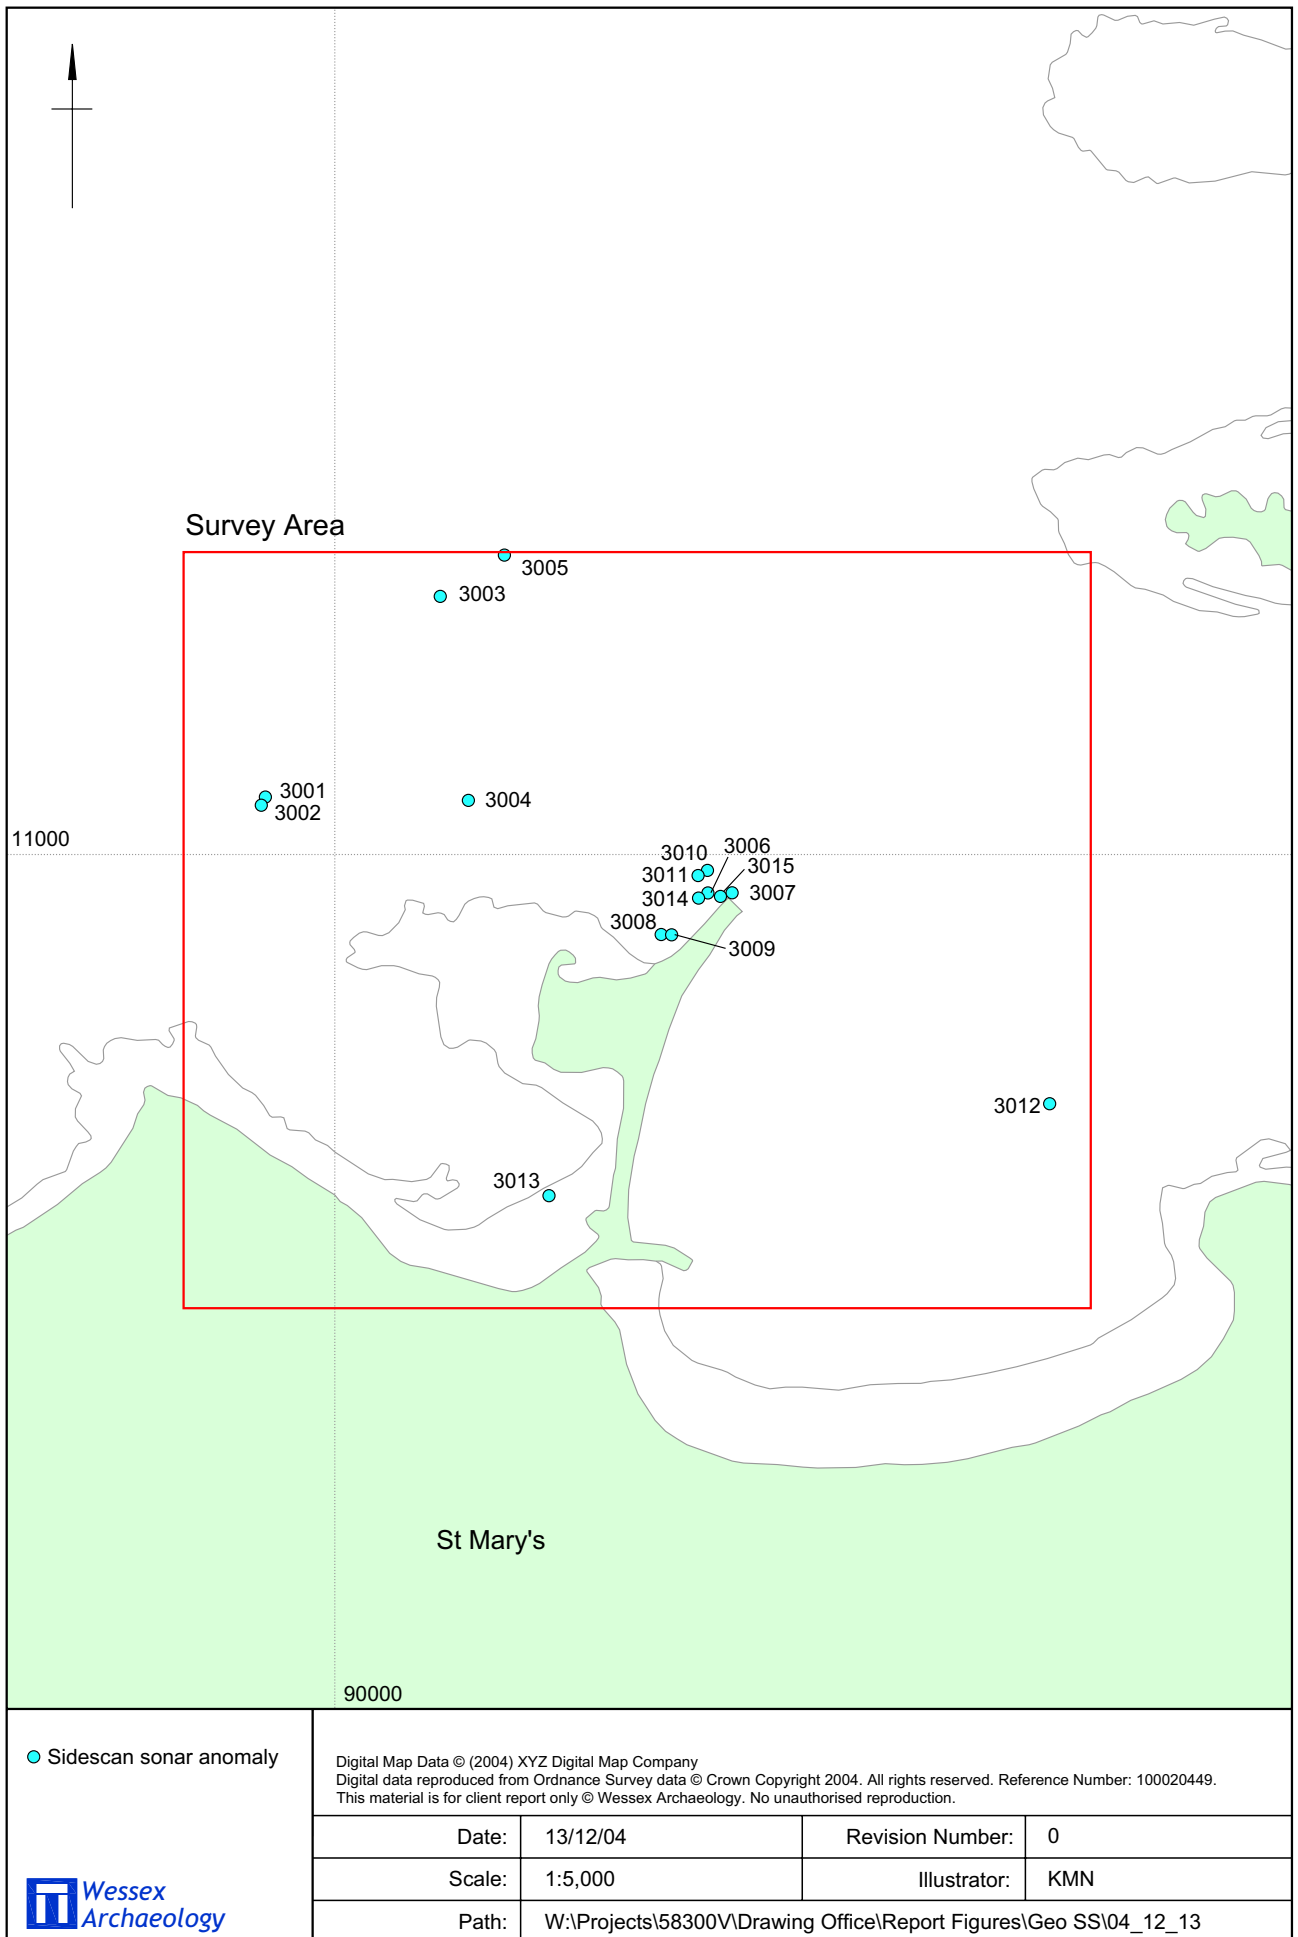 Survey Area
3005
3003
3001
3002
3004
11000
3010
3006
3011
3015
3014
3007
3008
3009
3012
3013
St Mary's
90000
Sidescan sonar anomaly
Digital Map Data © (2004) XYZ Digital Map Company
Digital data reproduced from Ordnance Survey data © Crown Copyright 2004. All rights reserved. Reference Number: 100020449.
This material is for client report only © Wessex Archaeology. No unauthorised reproduction.
Date: 13/12/04 Revision Number: 0
Scale: 1:5,000 Illustrator: KMN
Path: W:\Projects\58300V\Drawing Office\Report Figures\Geo SS\04_12_13
Wessex
Archaeology